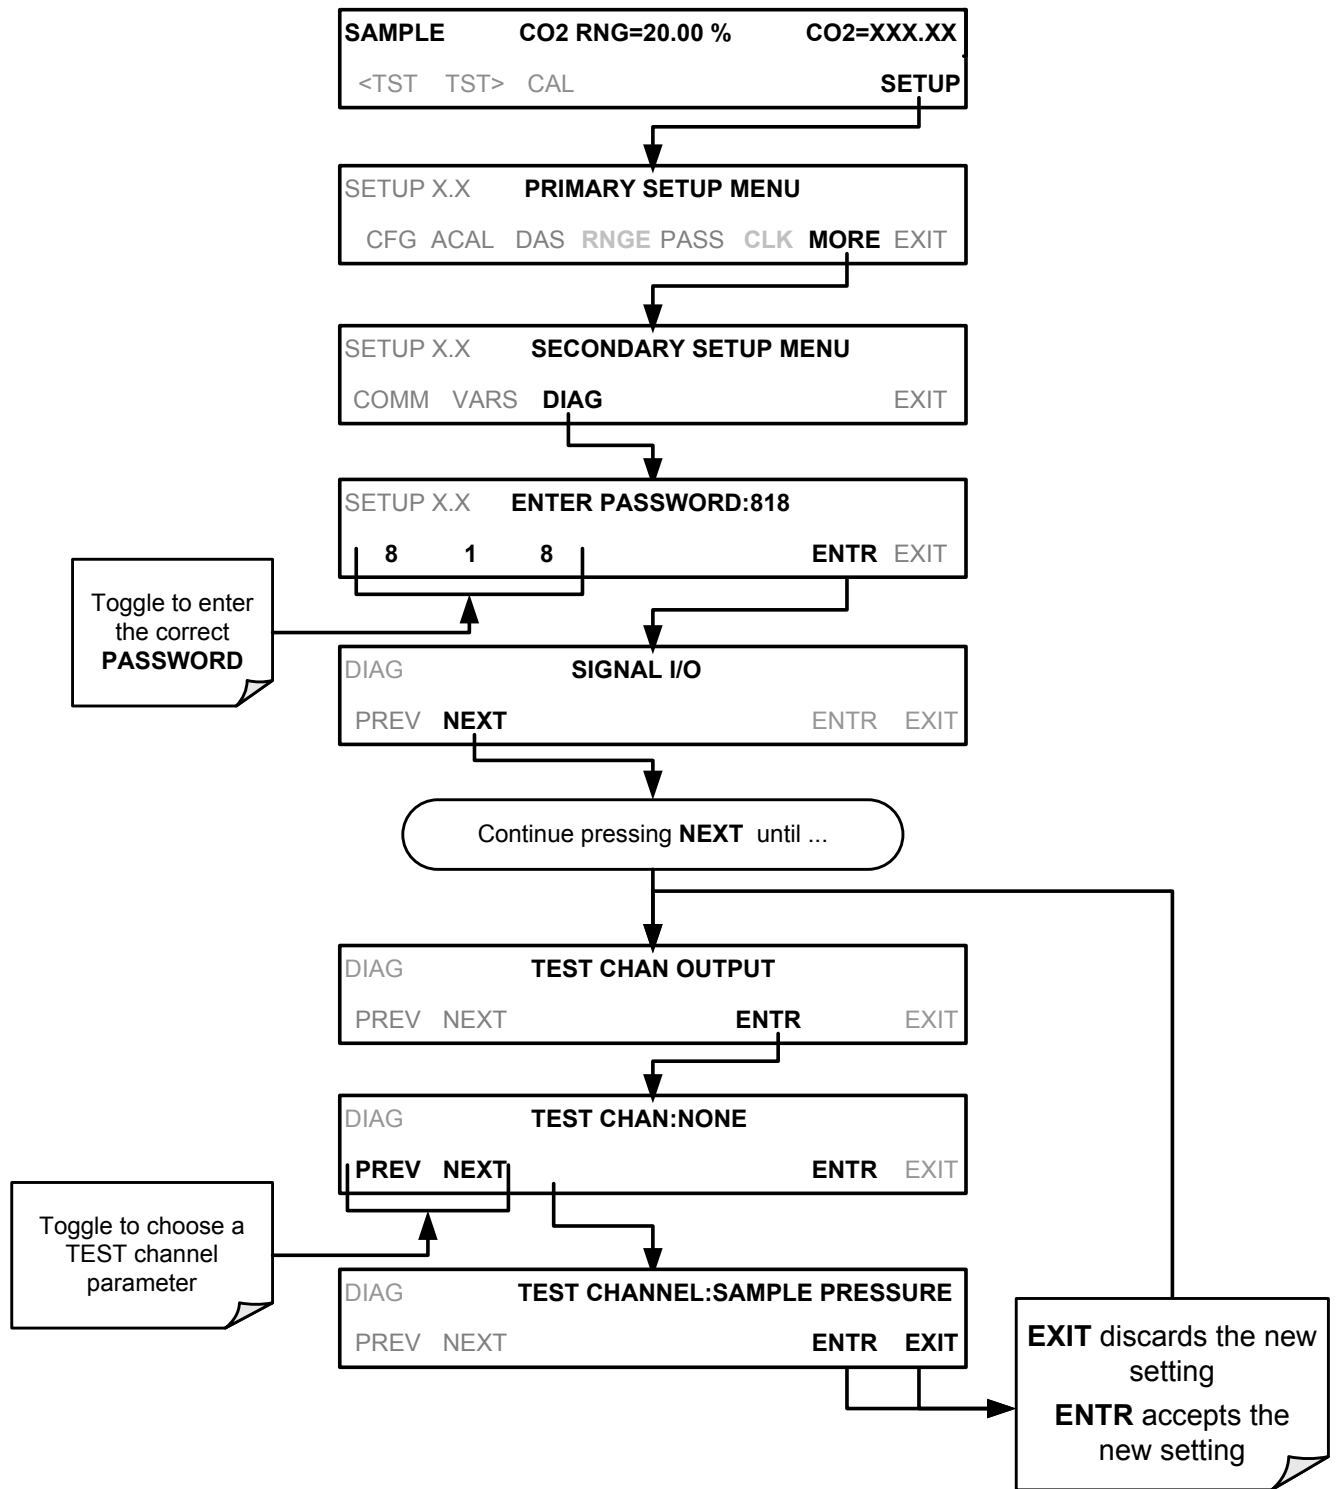 SAMPLE CO2 RNG=20.00 % CO2=XXX.XX
<TST TST> CAL SETUP
SETUP X.X PRIMARY SETUP MENU
CFG ACAL DAS RNGE PASS CLK MORE EXIT
SETUP X.X SECONDARY SETUP MENU
COMM VARS DIAG EXIT
SETUP X.X ENTER PASSWORD:818
8 1 8 ENTR EXIT
Toggle to enter
the correct
PASSWORD
DIAG SIGNAL I/O
PREV NEXT ENTR EXIT
Continue pressing NEXT until ...
DIAG TEST CHAN OUTPUT
PREV NEXT ENTR EXIT
DIAG TEST CHAN:NONE
PREV NEXT ENTR EXIT
Toggle to choose a
TEST channel
parameter
DIAG TEST CHANNEL:SAMPLE PRESSURE
PREV NEXT ENTR EXIT
EXIT discards the new
setting
ENTR accepts the
new setting